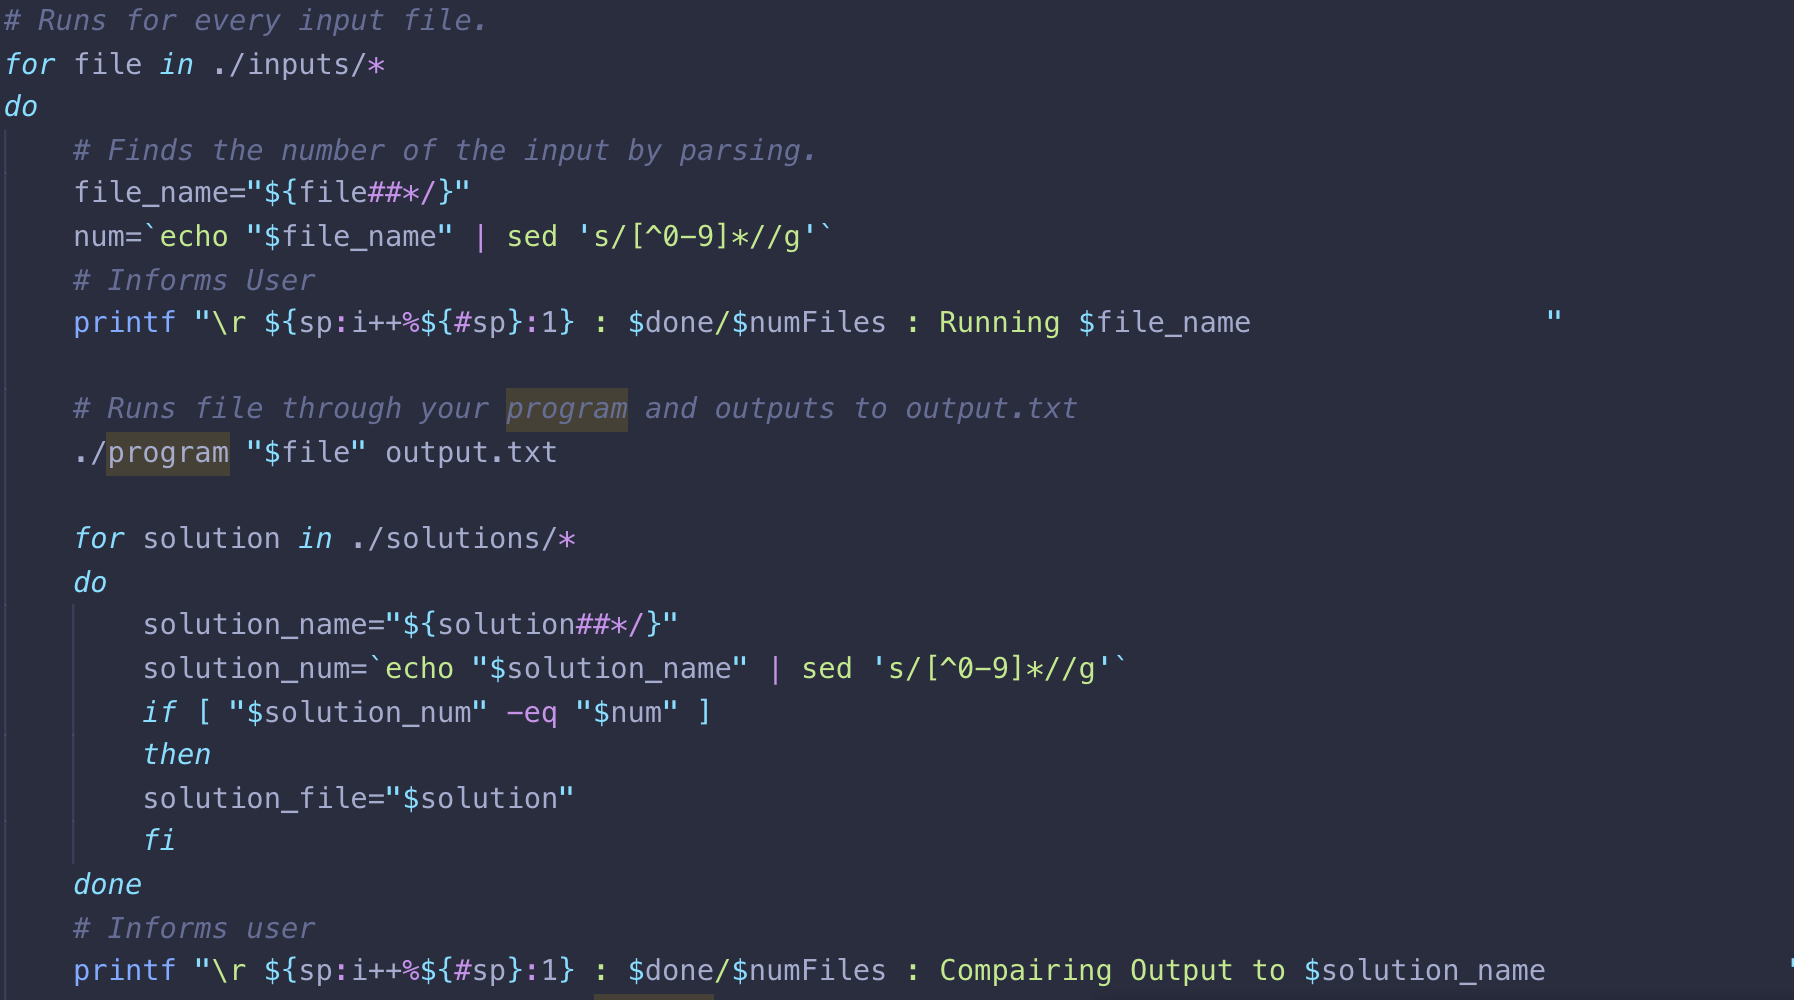 # Runs for every input file.
for file in ./inputs/*
do
    # Finds the number of the input by parsing.
    file_name="${file##*/}"
    num=`echo "$file_name" | sed 's/[^0-9]*//g'`
    # Informs User
    printf "\r ${sp:i++%${#sp}:1} : $done/$numFiles : Running $file_name                 "

    # Runs file through your program and outputs to output.txt
    ./program "$file" output.txt

    for solution in ./solutions/*
    do
        solution_name="${solution##*/}"
        solution_num=`echo "$solution_name" | sed 's/[^0-9]*//g'`
        if [ "$solution_num" -eq "$num" ]
        then
        solution_file="$solution"
        fi
    done
    # Informs user
    printf "\r ${sp:i++%${#sp}:1} : $done/$numFiles : Compairing Output to $solution_name              "